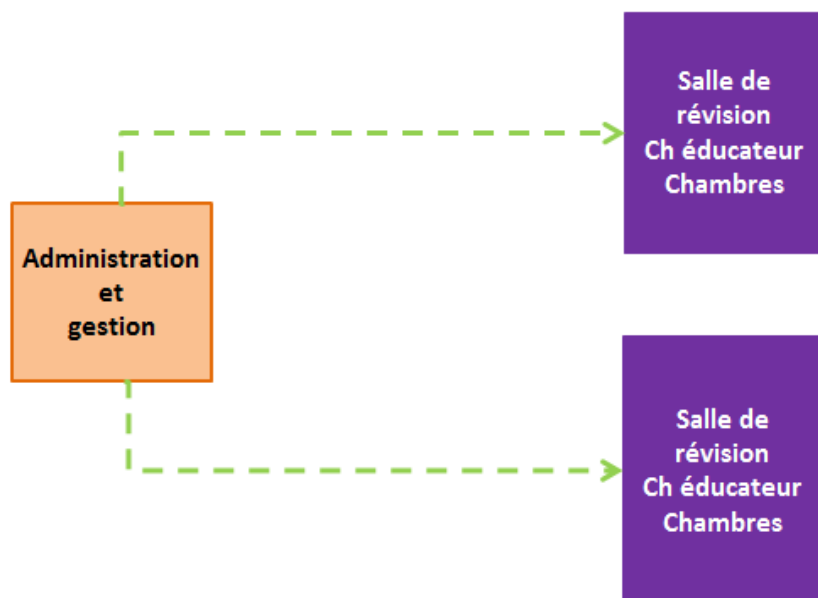 Salle de
révision
Ch éducateur
Chambres
Administration
et
gestion
Salle de
révision
Ch éducateur
Chambres